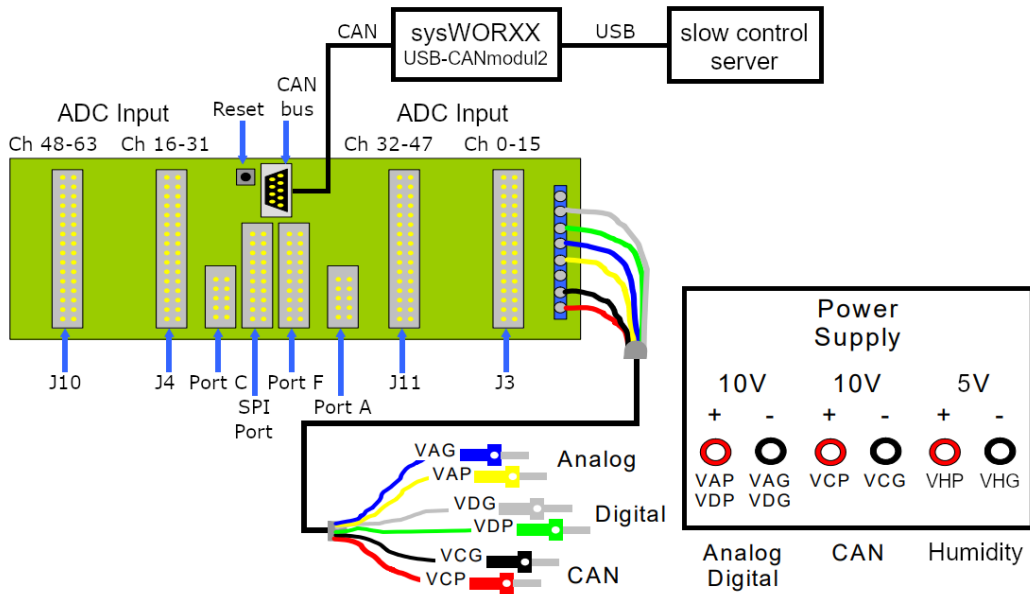 CAN
sysWORXX
USB-CANmodul2
USB
slow control
server
CAN
bus
Reset
ADC Input
ADC Input
Ch 48-63
Ch 16-31
Ch 32-47
Ch 0-15
J10
J4
Port C
SPI
Port
Port F
Port A
J11
J3
VAG
VAP
Analog
VDG
VDP
Digital
VCG
VCP
CAN
Power
Supply
10V
10V
5V
+
-
+
-
+
-
VAP
VDP
VAG
VDG
VCP
VCG
VHP
VHG
Analog
Digital
CAN
Humidity